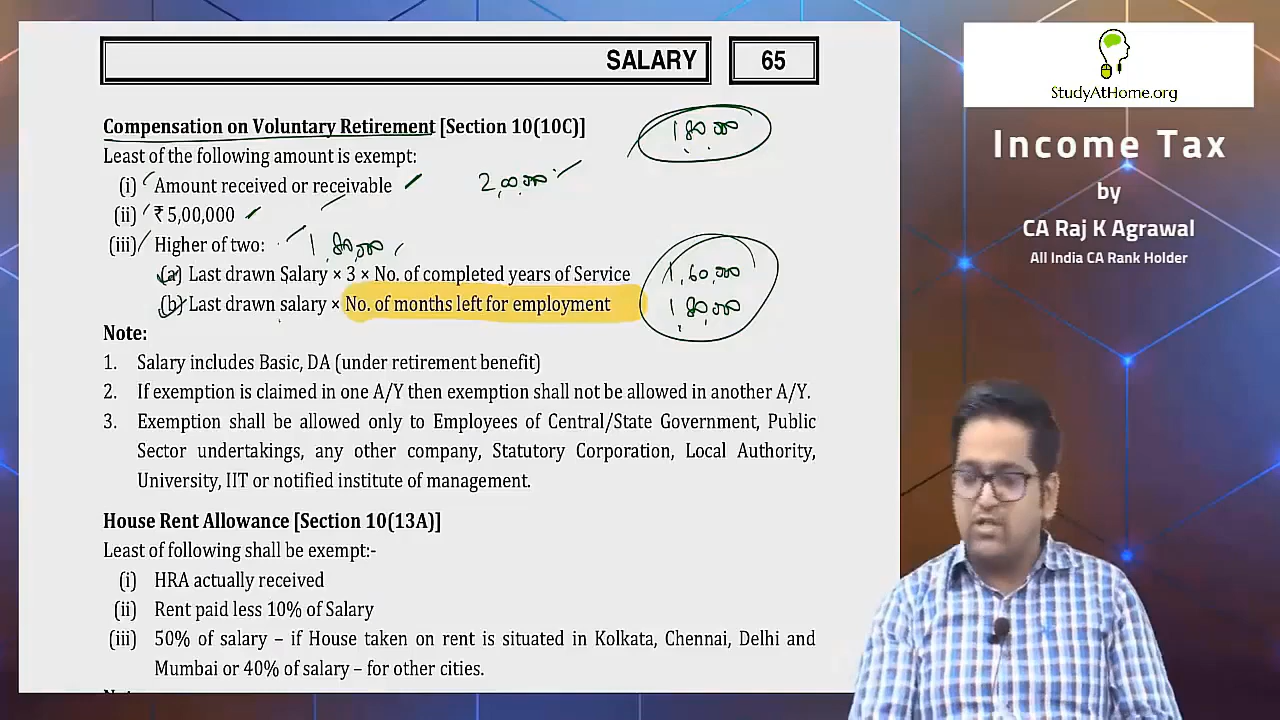 SALARY 65
Compensation on Voluntary Retirement [Section 10(10C)] 1,80,000
Least of the following amount is exempt:
(i) Amount received or receivable 2,00,000
(ii) ₹ 5,00,000
(iii) Higher of two: 1,80,000
(a) Last drawn Salary × 3 × No. of completed years of Service 1,60,000
(b) Last drawn salary × No. of months left for employment 1,80,000
Note:
1. Salary includes Basic, DA (under retirement benefit)
2. If exemption is claimed in one A/Y then exemption shall not be allowed in another A/Y.
3. Exemption shall be allowed only to Employees of Central/State Government, Public
Sector undertakings, any other company, Statutory Corporation, Local Authority,
University, IIT or notified institute of management.
House Rent Allowance [Section 10(13A)]
Least of following shall be exempt:-
(i) HRA actually received
(ii) Rent paid less 10% of Salary
(iii) 50% of salary – if House taken on rent is situated in Kolkata, Chennai, Delhi and
Mumbai or 40% of salary – for other cities.
StudyAtHome.org
Income Tax
by
CA Raj K Agrawal
All India CA Rank Holder